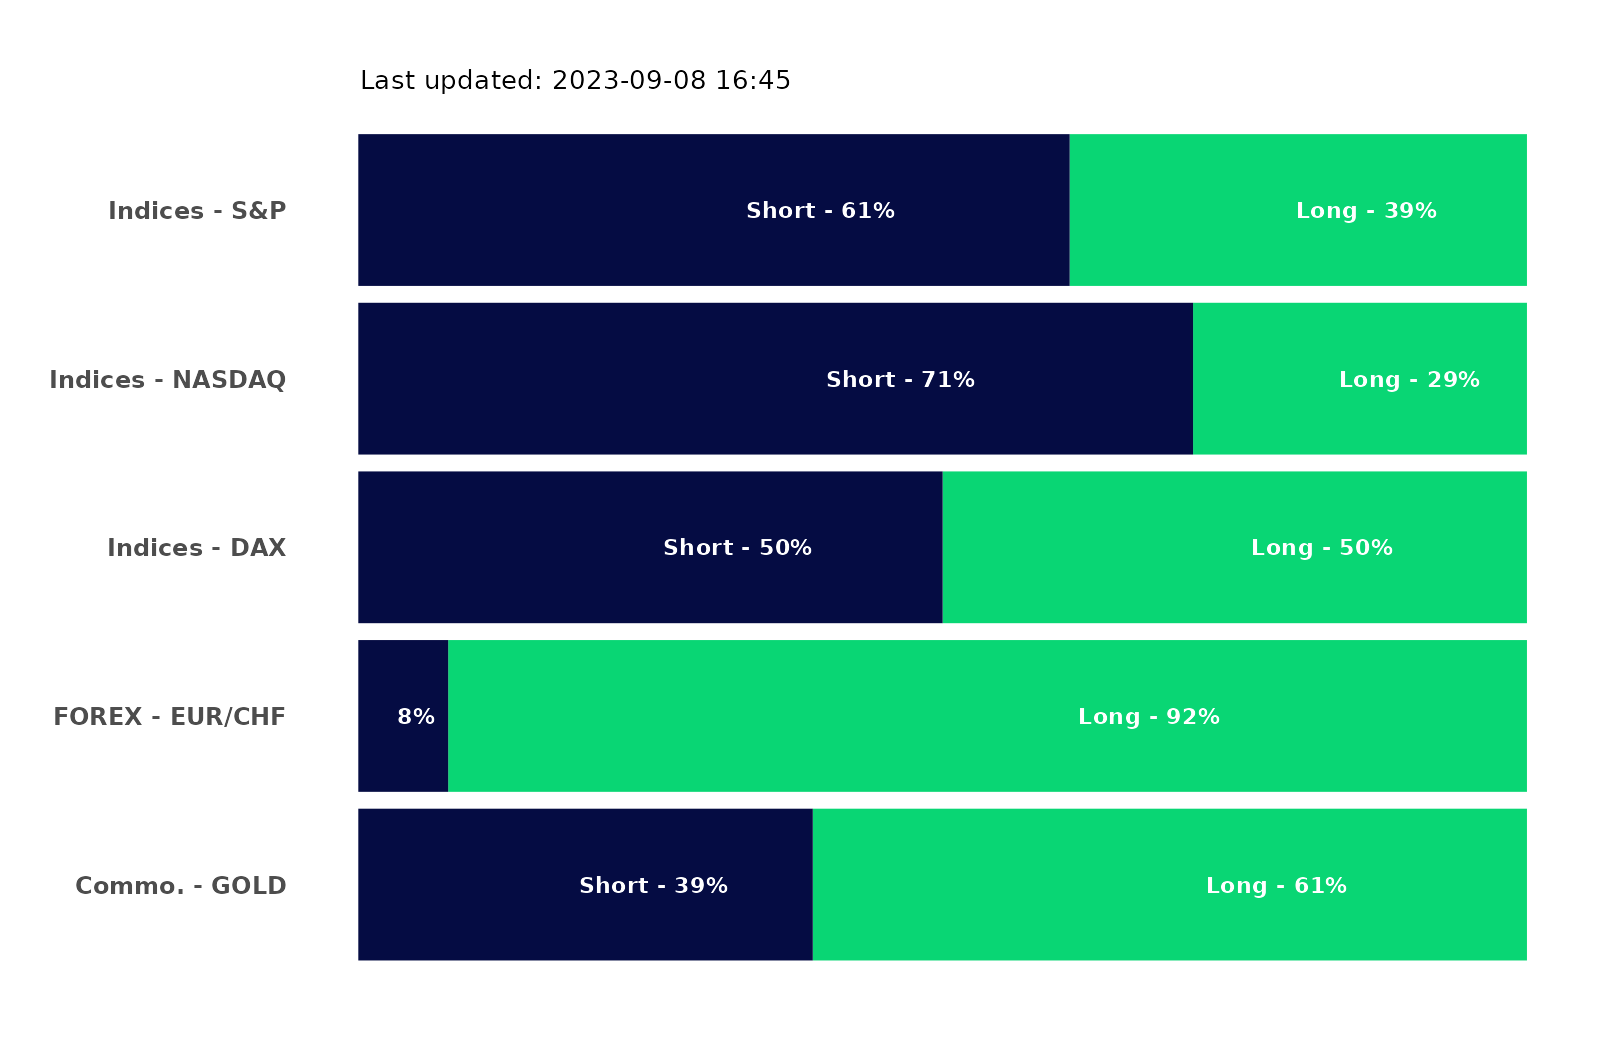 Last updated: 2023-09-08 16:45
Indices - S&P Short - 61% Long - 39%
Indices - NASDAQ Short - 71% Long - 29%
Indices - DAX Short - 50% Long - 50%
FOREX - EUR/CHF 8% Long - 92%
Commo. - GOLD Short - 39% Long - 61%